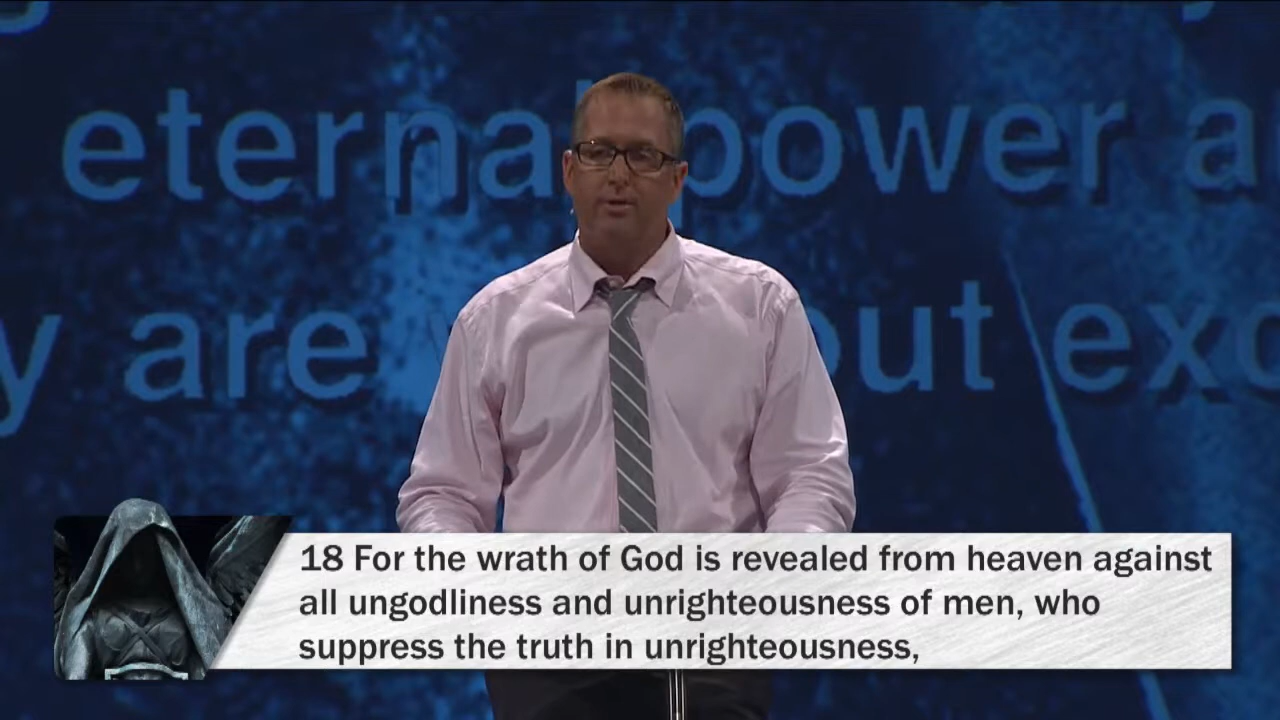 eternal power a
y are out exc
18 For the wrath of God is revealed from heaven against
all ungodliness and unrighteousness of men, who
suppress the truth in unrighteousness,